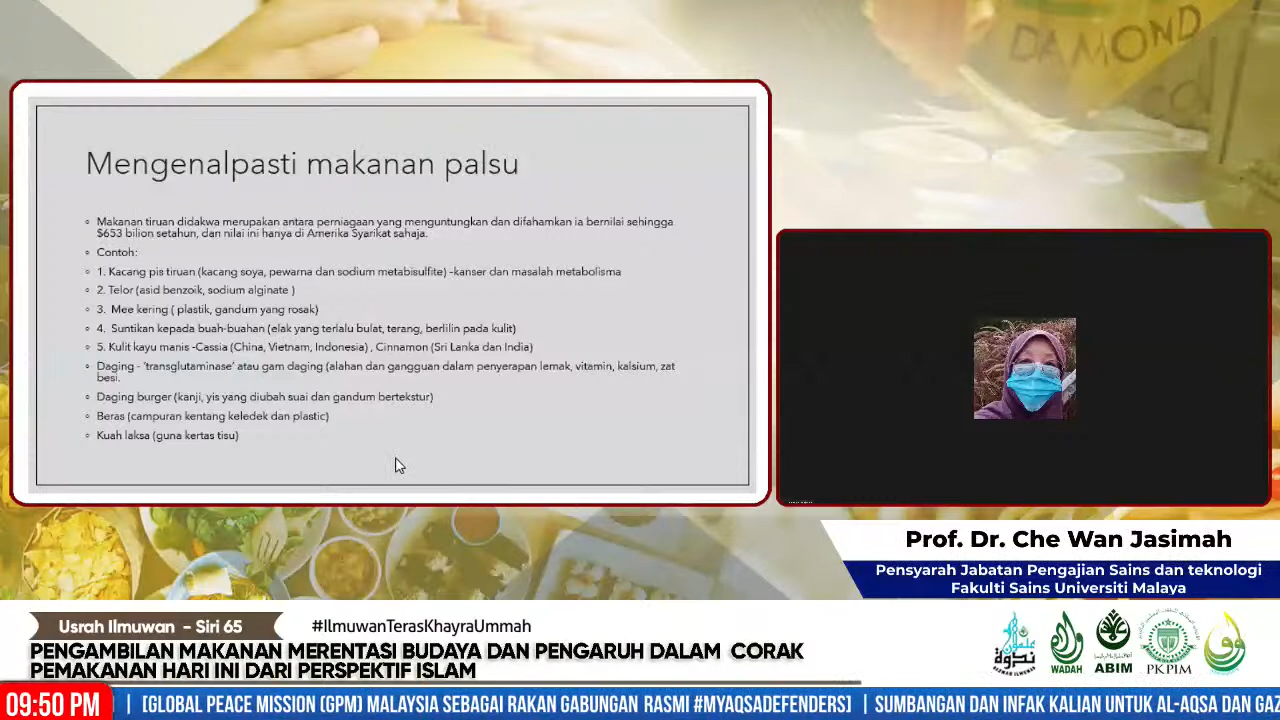 DAMOND
Mengenalpasti makanan palsu
Makanan tiruan didakwa merupakan antara perniagaan yang menguntungkan dan difahamkan ia bernilai sehingga
$653 bilion setahun, dan nilai ini hanya di Amerika Syarikat sahaja.
Contoh:
1. Kacang pis tiruan (kacang soya, pewarna dan sodium metabisulfite) -kanser dan masalah metabolisma
2. Telor (asid benzoik, sodium alginate )
3. Mee kering ( plastik, gandum yang rosak)
4. Suntikan kepada buah-buahan (elak yang terlalu bulat, terang, berlilin pada kulit)
5. Kulit kayu manis -Cassia (China, Vietnam, Indonesia) , Cinnamon (Sri Lanka dan India)
Daging - 'transglutaminase' atau gam daging (alahan dan gangguan dalam penyerapan lemak, vitamin, kalsium, zat
besi.
Daging burger (kanji, yis yang diubah suai dan gandum bertekstur)
Beras (campuran kentang keledek dan plastic)
Kuah laksa (guna kertas tisu)
Prof. Dr. Che Wan Jasimah
Pensyarah Jabatan Pengajian Sains dan teknologi
Fakulti Sains Universiti Malaya
Usrah Ilmuwan - Siri 65
#IlmuwanTerasKhayraUmmah
PENGAMBILAN MAKANAN MERENTASI BUDAYA DAN PENGARUH DALAM CORAK
PEMAKANAN HARI INI DARI PERSPEKTIF ISLAM
WADAH
ABIM
PKPIM
09:50 PM
| [GLOBAL PEACE MISSION (GPM) MALAYSIA SEBAGAI RAKAN GABUNGAN RASMI #MYAQSADEFENDERS] | SUMBANGAN DAN INFAK KALIAN UNTUK AL-AQSA DAN GAZ